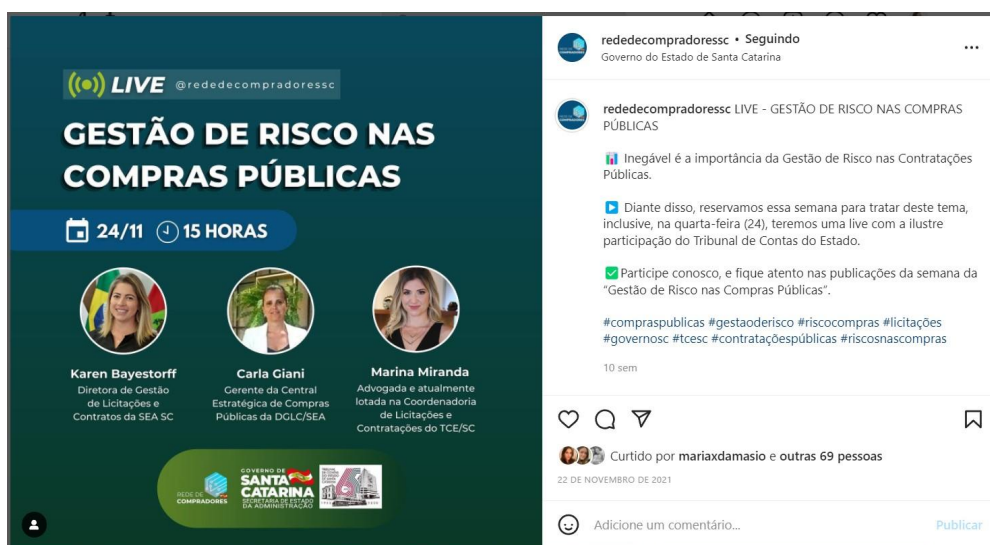 LIVE @rededecompradoressc
GESTÃO DE RISCO NAS
COMPRAS PÚBLICAS
24/11 15 HORAS
Karen Bayestorff
Diretora de Gestão
de Licitações e
Contratos da SEA SC
Carla Giani
Gerente da Central
Estratégica de Compras
Públicas da DGLC/SEA
Marina Miranda
Advogada e atualmente
lotada na Coordenadoria
de Licitações e
Contratações do TCE/SC
REDE DE
COMPRADORES
GOVERNO DE
SANTA
CATARINA
SECRETARIA DE ESTADO
DA ADMINISTRAÇÃO
rededecompradoressc • Seguindo
Governo do Estado de Santa Catarina
rededecompradoressc LIVE - GESTÃO DE RISCO NAS COMPRAS
PÚBLICAS
📊 Inegável é a importância da Gestão de Risco nas Contratações
Públicas.
▶️ Diante disso, reservamos essa semana para tratar deste tema,
inclusive, na quarta-feira (24), teremos uma live com a ilustre
participação do Tribunal de Contas do Estado.
✅Participe conosco, e fique atento nas publicações da semana da
“Gestão de Risco nas Compras Públicas”.
#compraspublicas #gestaoderisco #riscocompras #licitações
#governosc #tcesc #contrataçõespúblicas #riscosnascompras
10 sem
Curtido por mariaxdamasio e outras 69 pessoas
22 DE NOVEMBRO DE 2021
Adicione um comentário... Publicar